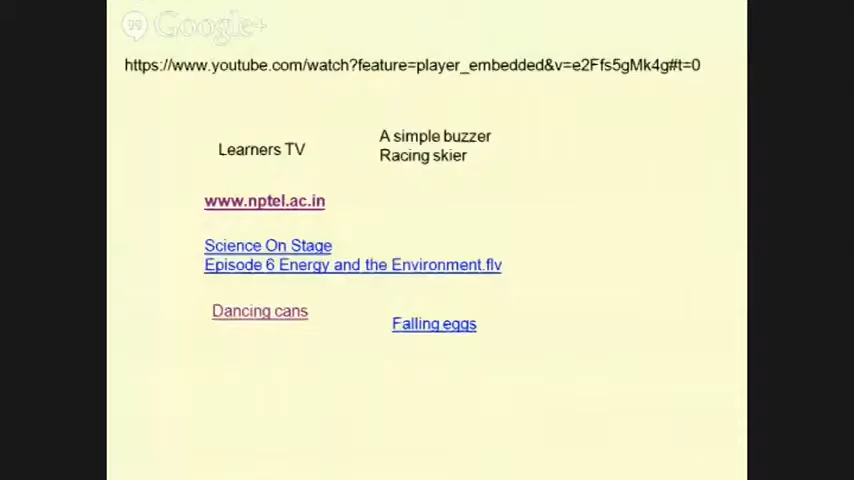 Google+
https://www.youtube.com/watch?feature=player_embedded&v=e2Ffs5gMk4g#t=0
A simple buzzer
Learners TV
Racing skier
www.nptel.ac.in
Science On Stage
Episode 6 Energy and the Environment.flv
Dancing cans
Falling eggs